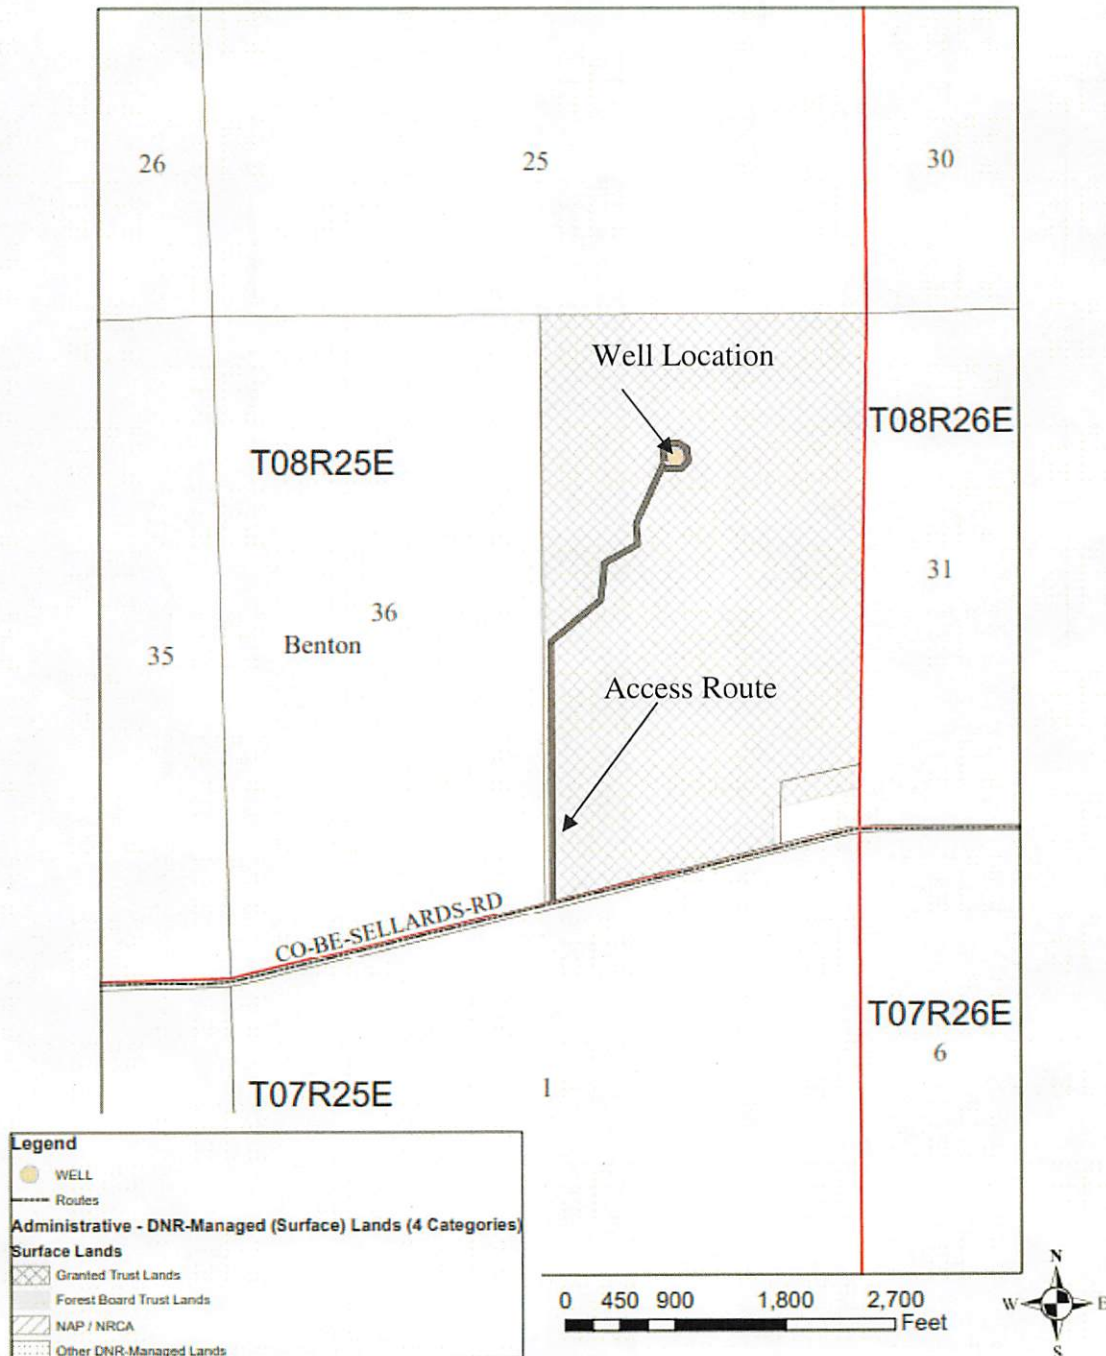 26
25
30
Well Location
T08R26E
T08R25E
31
36
Benton
35
Access Route
CO-BE-SELLARDS-RD
T07R26E
6
T07R25E
1
Legend
WELL
Routes
Administrative - DNR-Managed (Surface) Lands (4 Categories)
Surface Lands
Granted Trust Lands
Forest Board Trust Lands
NAP / NRCA
Other DNR-Managed Lands
N
W E
S
0 450 900 1,800 2,700
Feet